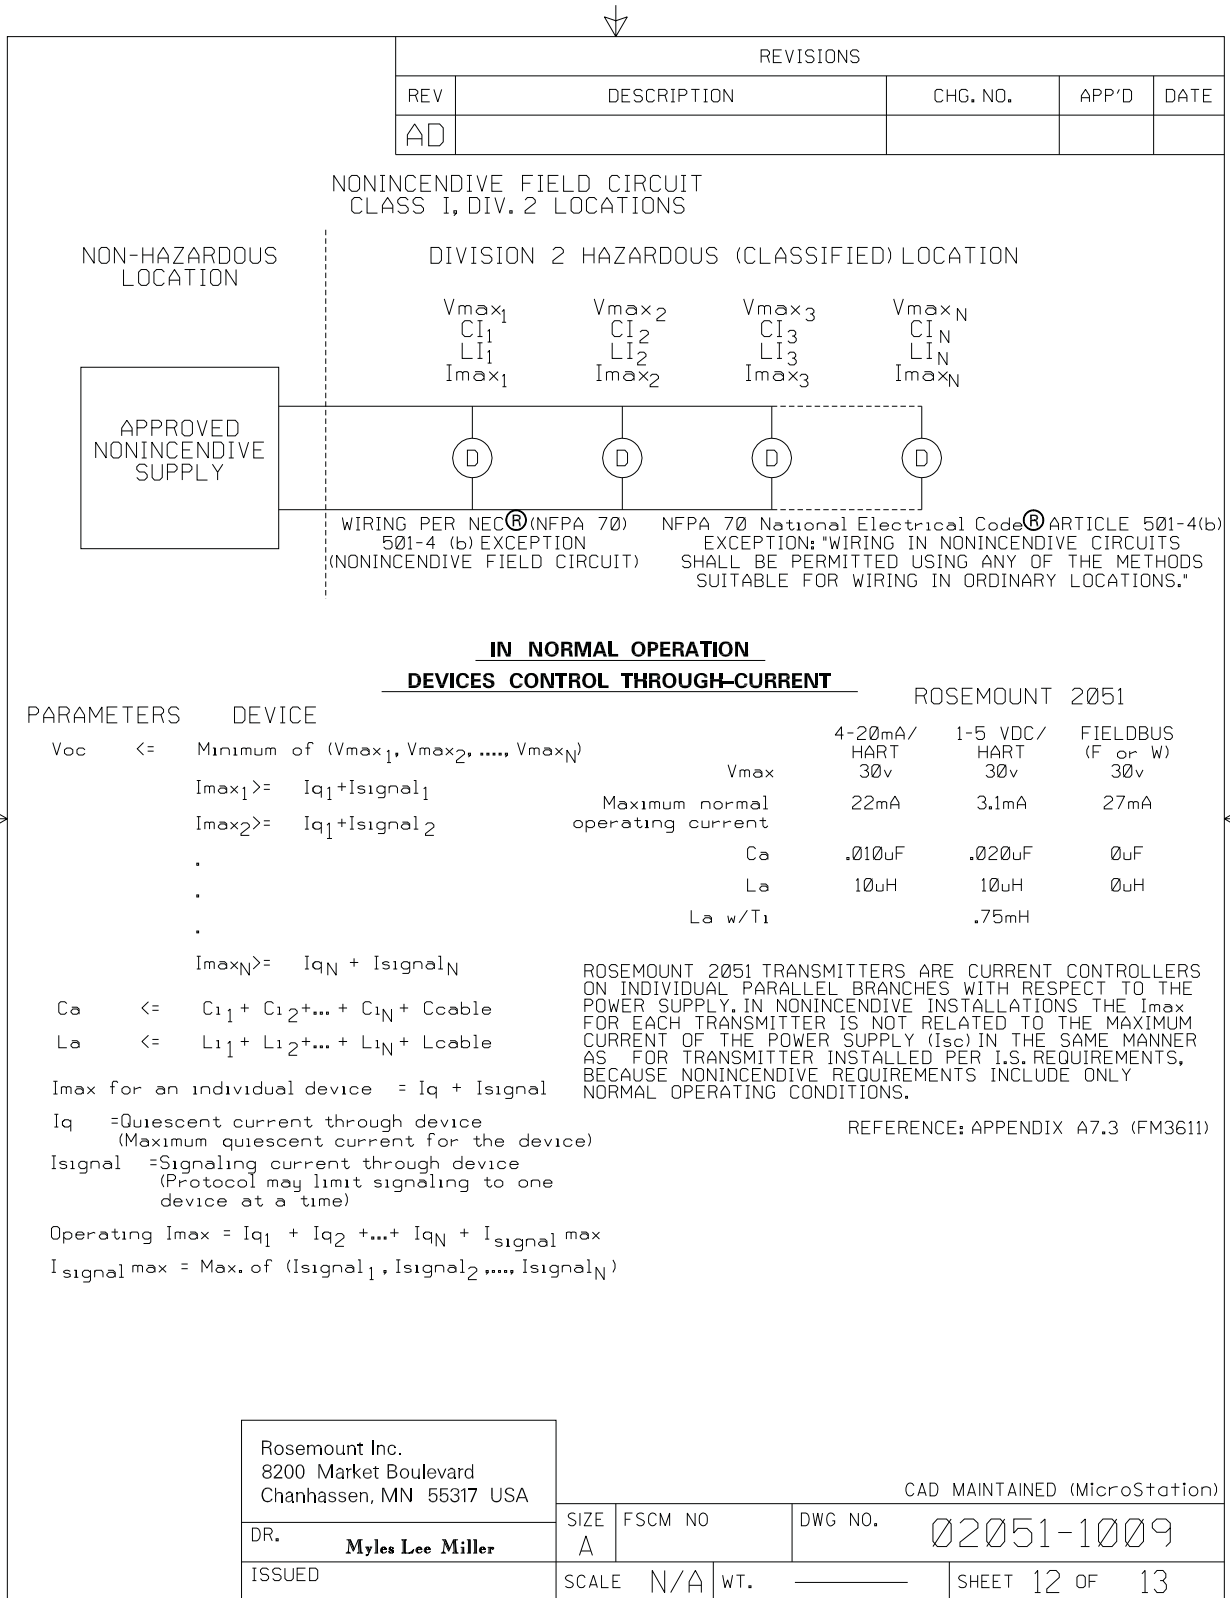 REVISIONS
REV DESCRIPTION CHG. NO. APP'D DATE
AD
NONINCENDIVE FIELD CIRCUIT
CLASS I, DIV. 2 LOCATIONS
NON-HAZARDOUS
LOCATION
DIVISION 2 HAZARDOUS (CLASSIFIED) LOCATION
Vmax1 Vmax2 Vmax3 VmaxN
CI1 CI2 CI3 CIN
LI1 LI2 LI3 LIN
Imax1 Imax2 Imax3 ImaxN
APPROVED
NONINCENDIVE
SUPPLY
D D D D
WIRING PER NEC®(NFPA 70)
501-4 (b) EXCEPTION
(NONINCENDIVE FIELD CIRCUIT)
NFPA 70 National Electrical Code® ARTICLE 501-4(b)
EXCEPTION: "WIRING IN NONINCENDIVE CIRCUITS
SHALL BE PERMITTED USING ANY OF THE METHODS
SUITABLE FOR WIRING IN ORDINARY LOCATIONS."
IN NORMAL OPERATION
DEVICES CONTROL THROUGH-CURRENT
PARAMETERS DEVICE
Voc <= Minimum of (Vmax1, Vmax2, ...., VmaxN)
Imax1>= Iq1+Isignal1
Imax2>= Iq1+Isignal2
.
.
.
ImaxN>= IqN + IsignalN
Ca <= Ci1+ Ci2+... + CiN+ Ccable
La <= Li1+ Li2+... + LiN+ Lcable
Imax for an individual device = Iq + Isignal
Iq =Quiescent current through device
(Maximum quiescent current for the device)
Isignal =Signaling current through device
(Protocol may limit signaling to one
device at a time)
Operating Imax = Iq1 + Iq2 +...+ IqN + Isignal max
Isignal max = Max. of (Isignal1, Isignal2,...., IsignalN)
ROSEMOUNT 2051
4-20mA/ 1-5 VDC/ FIELDBUS
HART HART (F or W)
Vmax 30v 30v 30v
Maximum normal 22mA 3.1mA 27mA
operating current
Ca .010uF .020uF 0uF
La 10uH 10uH 0uH
La w/T1 .75mH
ROSEMOUNT 2051 TRANSMITTERS ARE CURRENT CONTROLLERS
ON INDIVIDUAL PARALLEL BRANCHES WITH RESPECT TO THE
POWER SUPPLY. IN NONINCENDIVE INSTALLATIONS THE Imax
FOR EACH TRANSMITTER IS NOT RELATED TO THE MAXIMUM
CURRENT OF THE POWER SUPPLY (Isc) IN THE SAME MANNER
AS FOR TRANSMITTER INSTALLED PER I.S. REQUIREMENTS,
BECAUSE NONINCENDIVE REQUIREMENTS INCLUDE ONLY
NORMAL OPERATING CONDITIONS.
REFERENCE: APPENDIX A7.3 (FM3611)
Rosemount Inc.
8200 Market Boulevard
Chanhassen, MN 55317 USA
CAD MAINTAINED (MicroStation)
DR. Myles Lee Miller
ISSUED
SIZE A FSCM NO DWG NO. 02051-1009
SCALE N/A WT. SHEET 12 OF 13